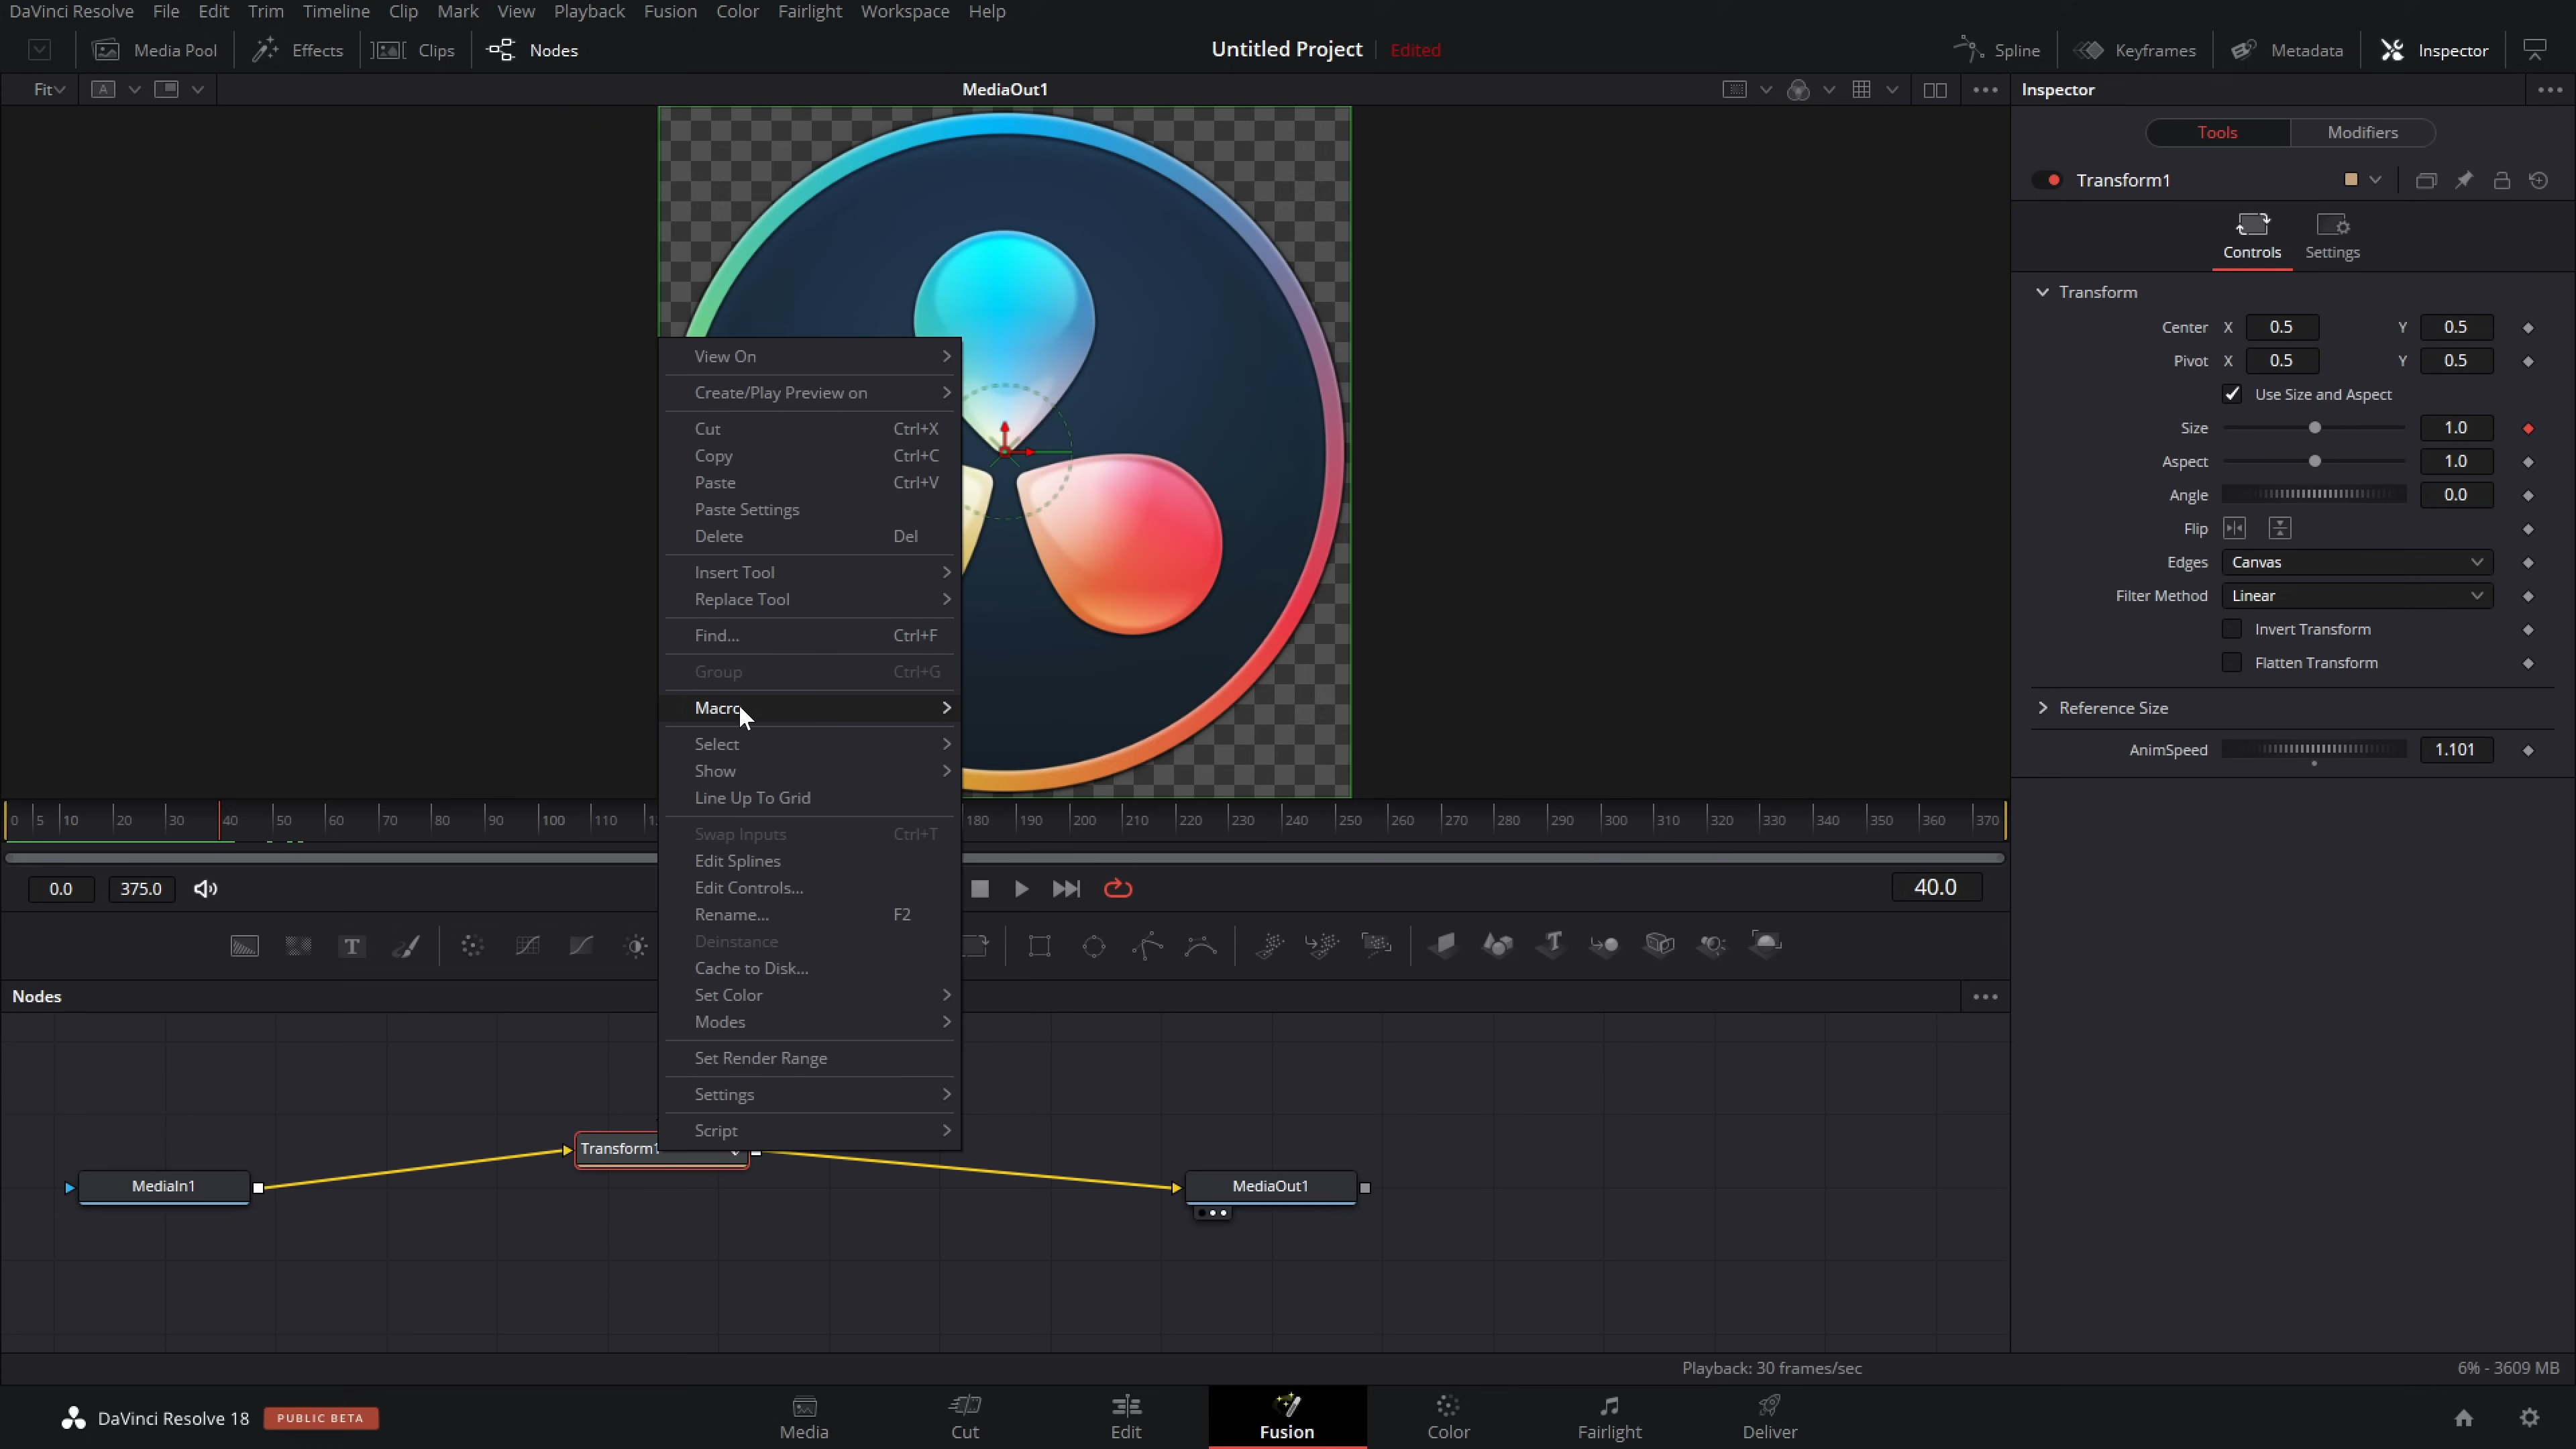 DaVinci Resolve File Edit Trim Timeline Clip Mark View Playback Fusion Color Fairlight Workspace Help
Media Pool Effects Clips Nodes Untitled Project Edited Spline Keyframes Metadata Inspector
Fit A MediaOut1 Inspector
Tools Modifiers
Transform1
Controls Settings
Transform
Center X 0.5 Y 0.5
Pivot X 0.5 Y 0.5
Use Size and Aspect
Size 1.0
Aspect 1.0
Angle 0.0
Flip
Edges Canvas
Filter Method Linear
Invert Transform
Flatten Transform
Reference Size
AnimSpeed 1.101
View On
Create/Play Preview on
Cut Ctrl+X
Copy Ctrl+C
Paste Ctrl+V
Paste Settings
Delete Del
Insert Tool
Replace Tool
Find... Ctrl+F
Group Ctrl+G
Macro
Select
Show
Line Up To Grid
Swap Inputs Ctrl+T
Edit Splines
Edit Controls...
Rename... F2
Deinstance
Cache to Disk...
Set Color
Modes
Set Render Range
Settings
Script
0 5 10 20 30 40 50 60 70 80 90 100 110 180 190 200 210 220 230 240 250 260 270 280 290 300 310 320 330 340 350 360 370
0.0 375.0 40.0
T T
Nodes
MediaIn1
Transform1
MediaOut1
Playback: 30 frames/sec 6% - 3609 MB
DaVinci Resolve 18 PUBLIC BETA Media Cut Edit Fusion Color Fairlight Deliver